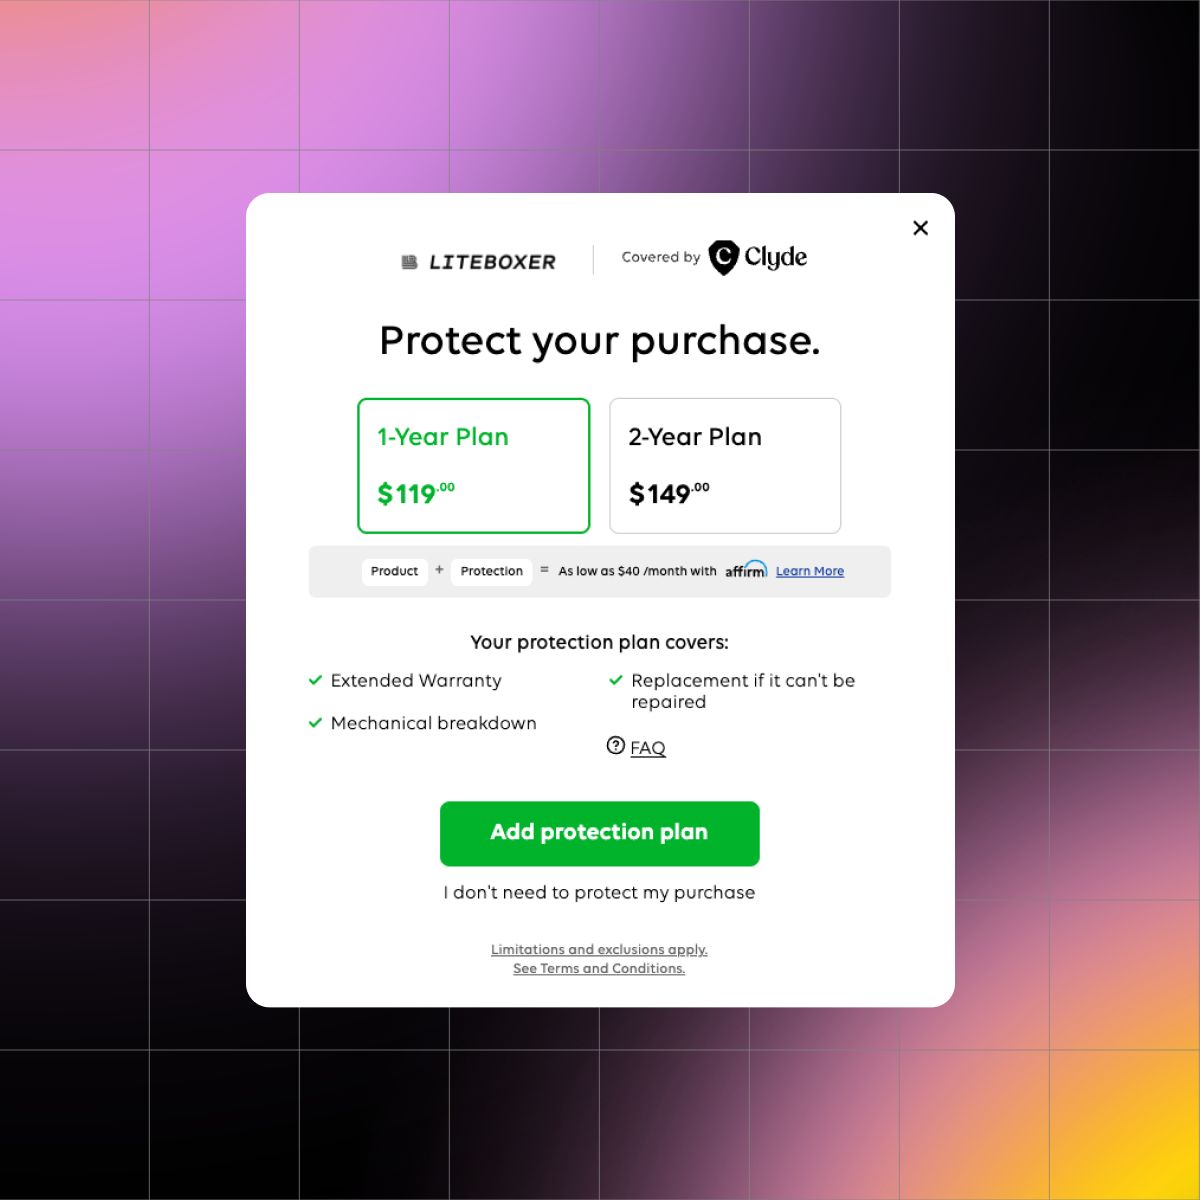 LITEBOXER
Covered by Clyde
Protect your purchase.
1-Year Plan
$119.00
2-Year Plan
$149.00
Product + Protection = As low as $40 /month with affirm Learn More
Your protection plan covers:
Extended Warranty
Mechanical breakdown
Replacement if it can't be
repaired
FAQ
Add protection plan
I don't need to protect my purchase
Limitations and exclusions apply.
See Terms and Conditions.